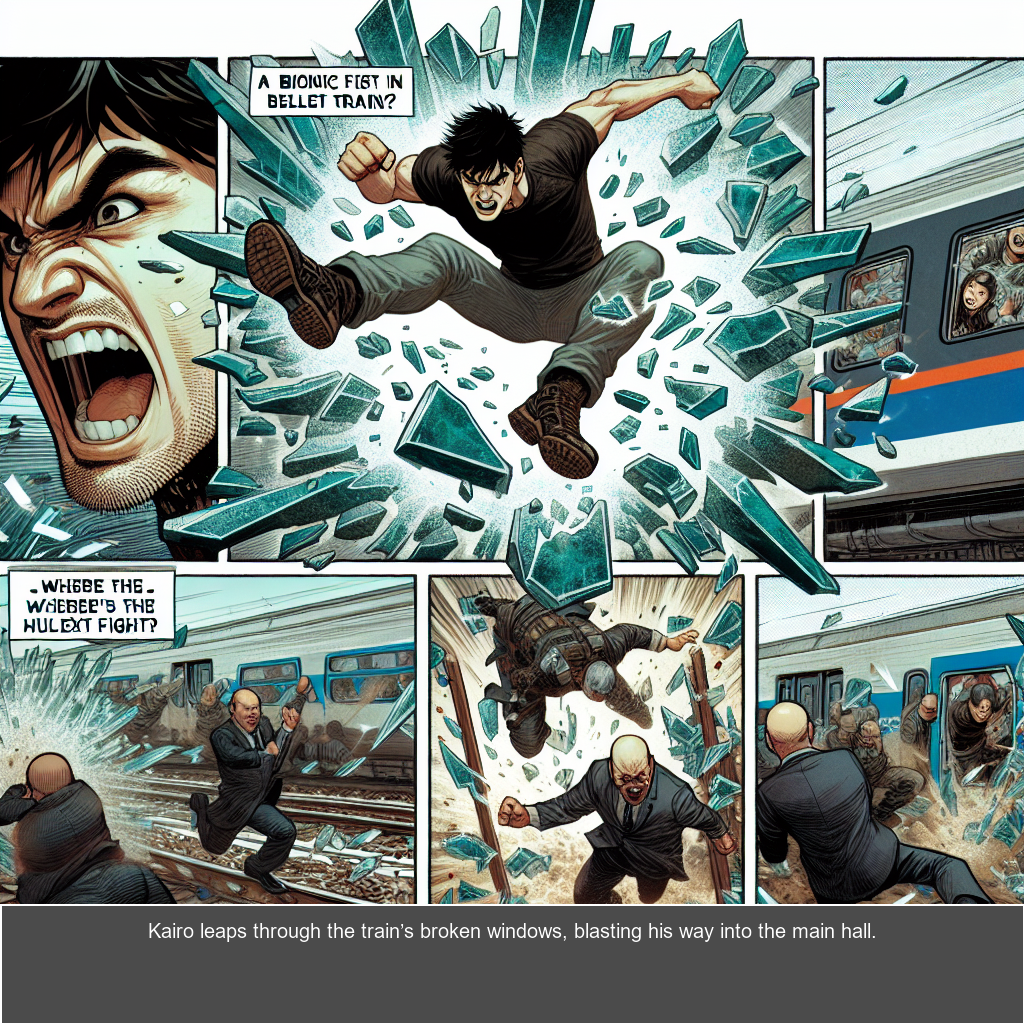 A BIONIC FIST IN
BELLET TRAIN?
. WHEBE THE .
WHEBEE'S THE
HULEXT FIGHT?
Kairo leaps through the train’s broken windows, blasting his way into the main hall.